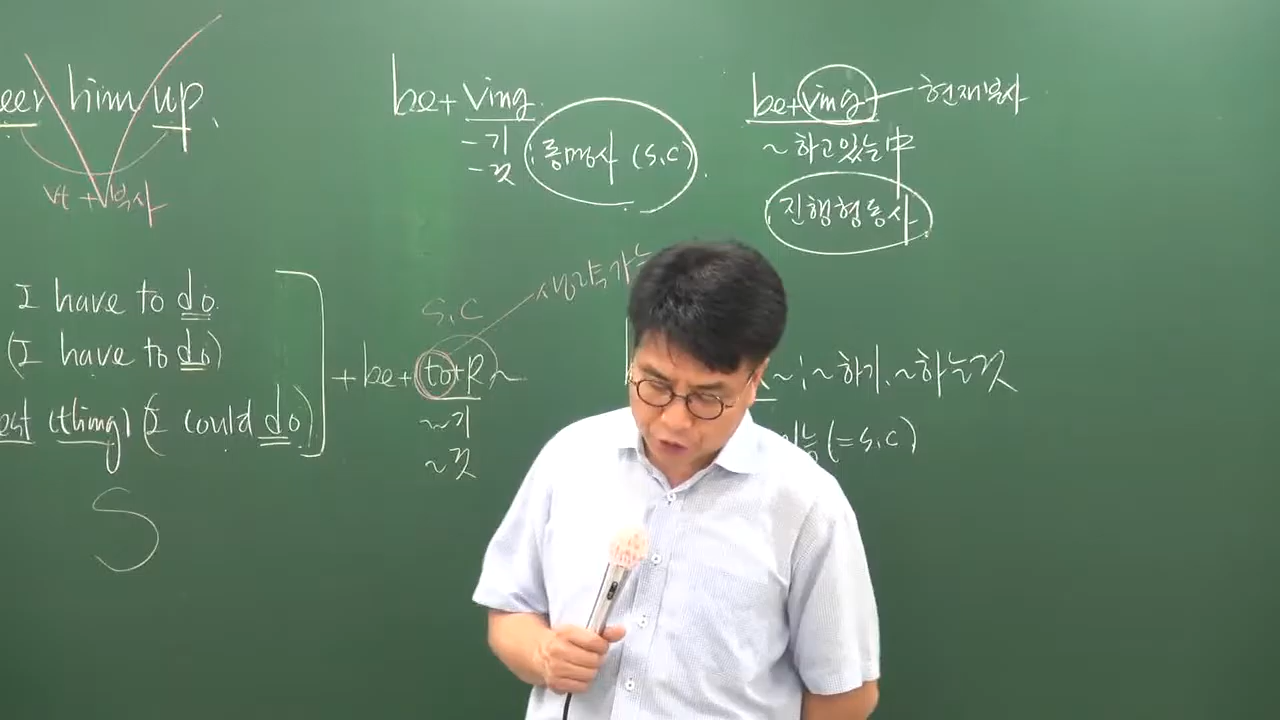 him up.
vt + 부사
be + Ving.
-기
-것
동명사 (S.C)
be + Ving 현재분사
~하고 있는 中
진행형 동사
I have to do.
(I have to do)
(thing) (I could do)
S
S.C
생략가능
+ be + to + R ~
~기
~것
~; ~하기, ~하는 것
(= S.C)